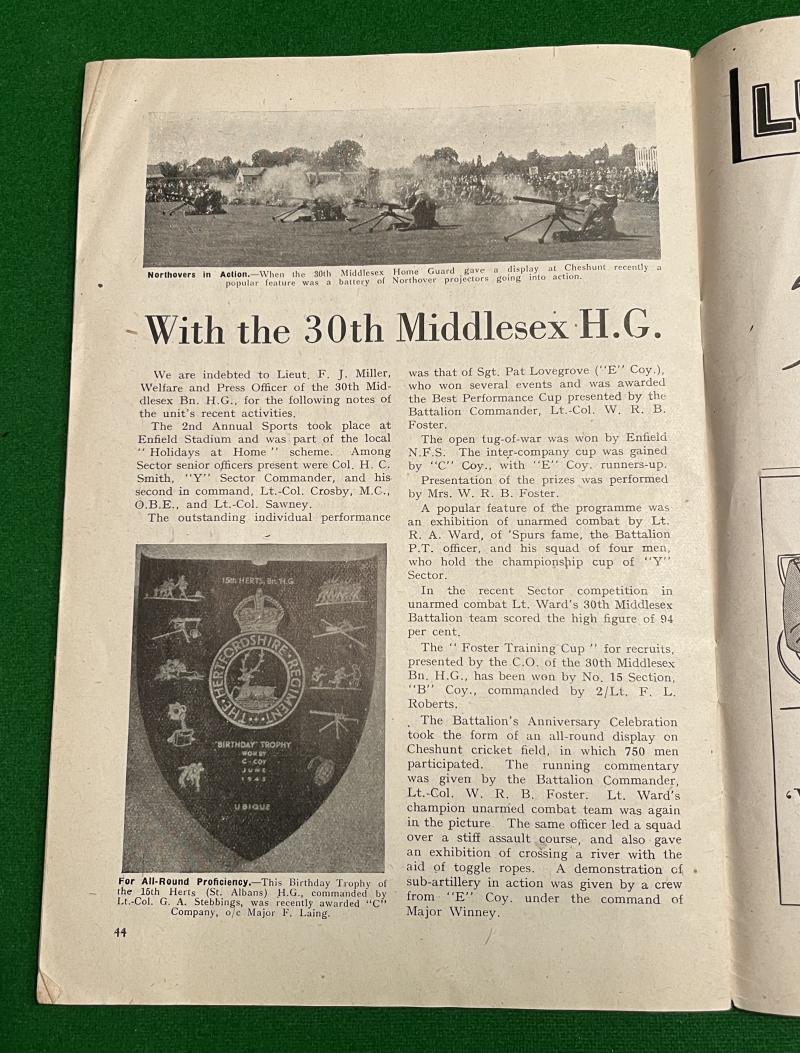 Northovers in Action.—When the 30th Middlesex Home Guard gave a display at Cheshunt recently a
popular feature was a battery of Northover projectors going into action.
With the 30th Middlesex H.G.
We are indebted to Lieut. F. J. Miller,
Welfare and Press Officer of the 30th Mid-
dlesex Bn. H.G., for the following notes of
the unit's recent activities.
The 2nd Annual Sports took place at
Enfield Stadium and was part of the local
"Holidays at Home" scheme. Among
Sector senior officers present were Col. H. C.
Smith, "Y" Sector Commander, and his
second in command, Lt.-Col. Crosby, M.C.,
O.B.E., and Lt.-Col. Sawney.
The outstanding individual performance
15th HERTS. Bn. H.G.
THE HERTFORDSHIRE REGIMENT
"BIRTHDAY" TROPHY
WON BY
C-COY
JUNE
1943
UBIQUE
For All-Round Proficiency.—This Birthday Trophy of
the 15th Herts (St. Albans) H.G., commanded by
Lt.-Col. G. A. Stebbings, was recently awarded "C"
Company, o/c Major F. Laing.
44
was that of Sgt. Pat Lovegrove ("E" Coy.),
who won several events and was awarded
the Best Performance Cup presented by the
Battalion Commander, Lt.-Col. W. R. B.
Foster.
The open tug-of-war was won by Enfield
N.F.S. The inter-company cup was gained
by "C" Coy., with "E" Coy. runners-up.
Presentation of the prizes was performed
by Mrs. W. R. B. Foster.
A popular feature of the programme was
an exhibition of unarmed combat by Lt.
R. A. Ward, of 'Spurs fame, the Battalion
P.T. officer, and his squad of four men,
who hold the championship cup of "Y"
Sector.
In the recent Sector competition in
unarmed combat Lt. Ward's 30th Middlesex
Battalion team scored the high figure of 94
per cent.
The "Foster Training Cup" for recruits,
presented by the C.O. of the 30th Middlesex
Bn. H.G., has been won by No. 15 Section,
"B" Coy., commanded by 2/Lt. F. L.
Roberts.
The Battalion's Anniversary Celebration
took the form of an all-round display on
Cheshunt cricket field, in which 750 men
participated. The running commentary
was given by the Battalion Commander,
Lt.-Col. W. R. B. Foster. Lt. Ward's
champion unarmed combat team was again
in the picture. The same officer led a squad
over a stiff assault course, and also gave
an exhibition of crossing a river with the
aid of toggle ropes. A demonstration of
sub-artillery in action was given by a crew
from "E" Coy. under the command of
Major Winney.